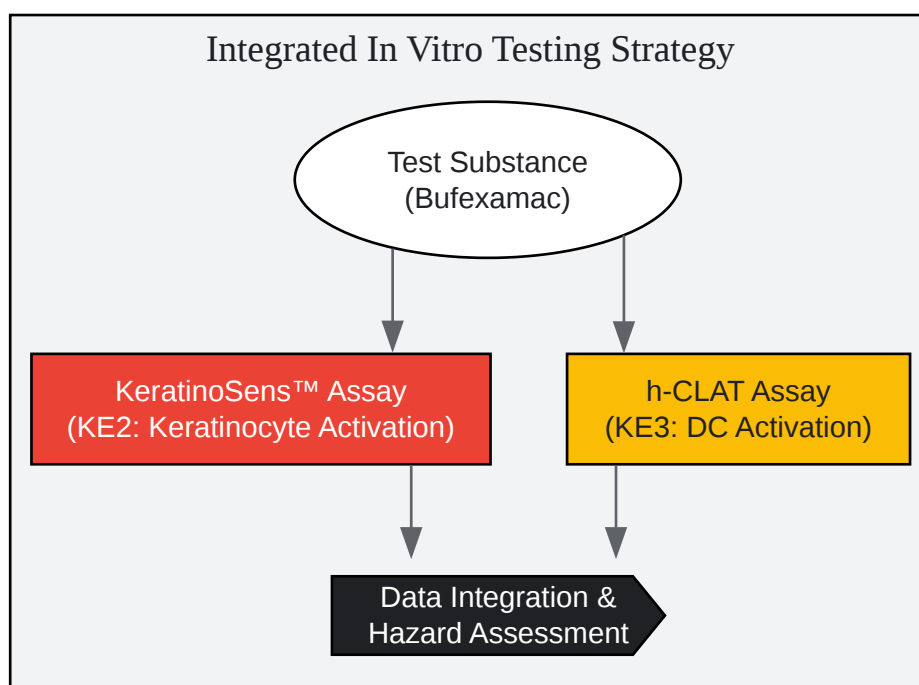 Integrated In Vitro Testing Strategy
Test Substance
(Bufexamac)
KeratinoSens™ Assay
(KE2: Keratinocyte Activation)
h-CLAT Assay
(KE3: DC Activation)
Data Integration &
Hazard Assessment